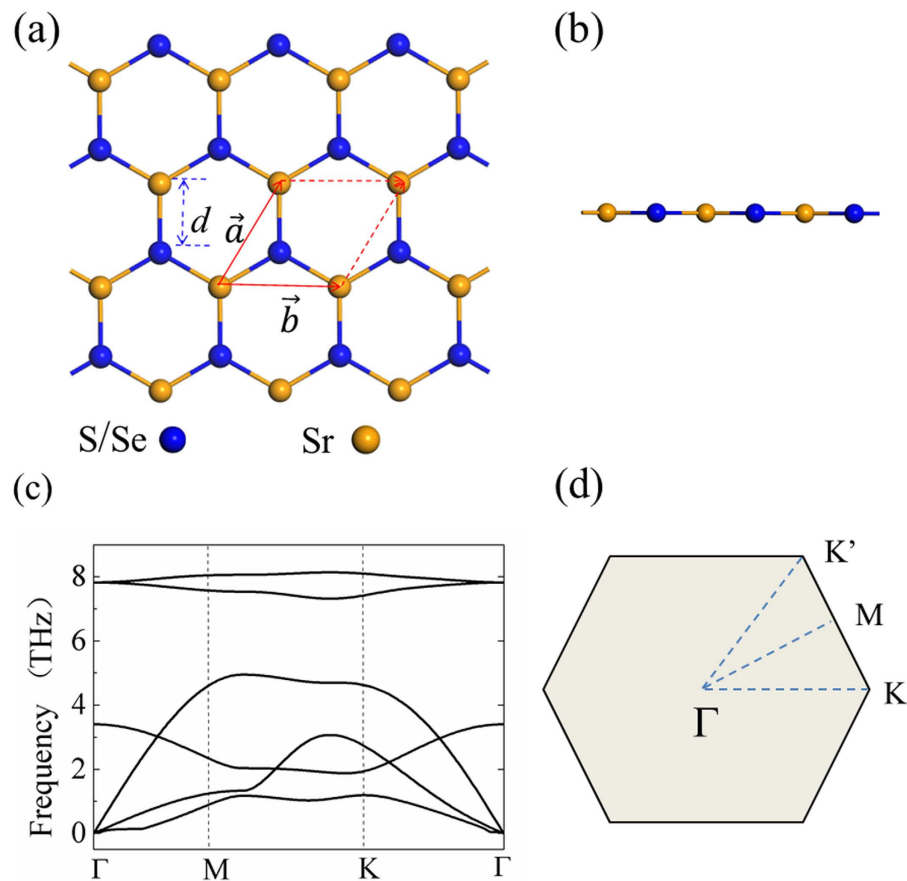 (a)
(b)
d
a⃗
b⃗
S/Se
Sr
(c)
(d)
Frequency (THz)
8
6
4
2
0
Γ M K Γ
K’
M
K
Γ